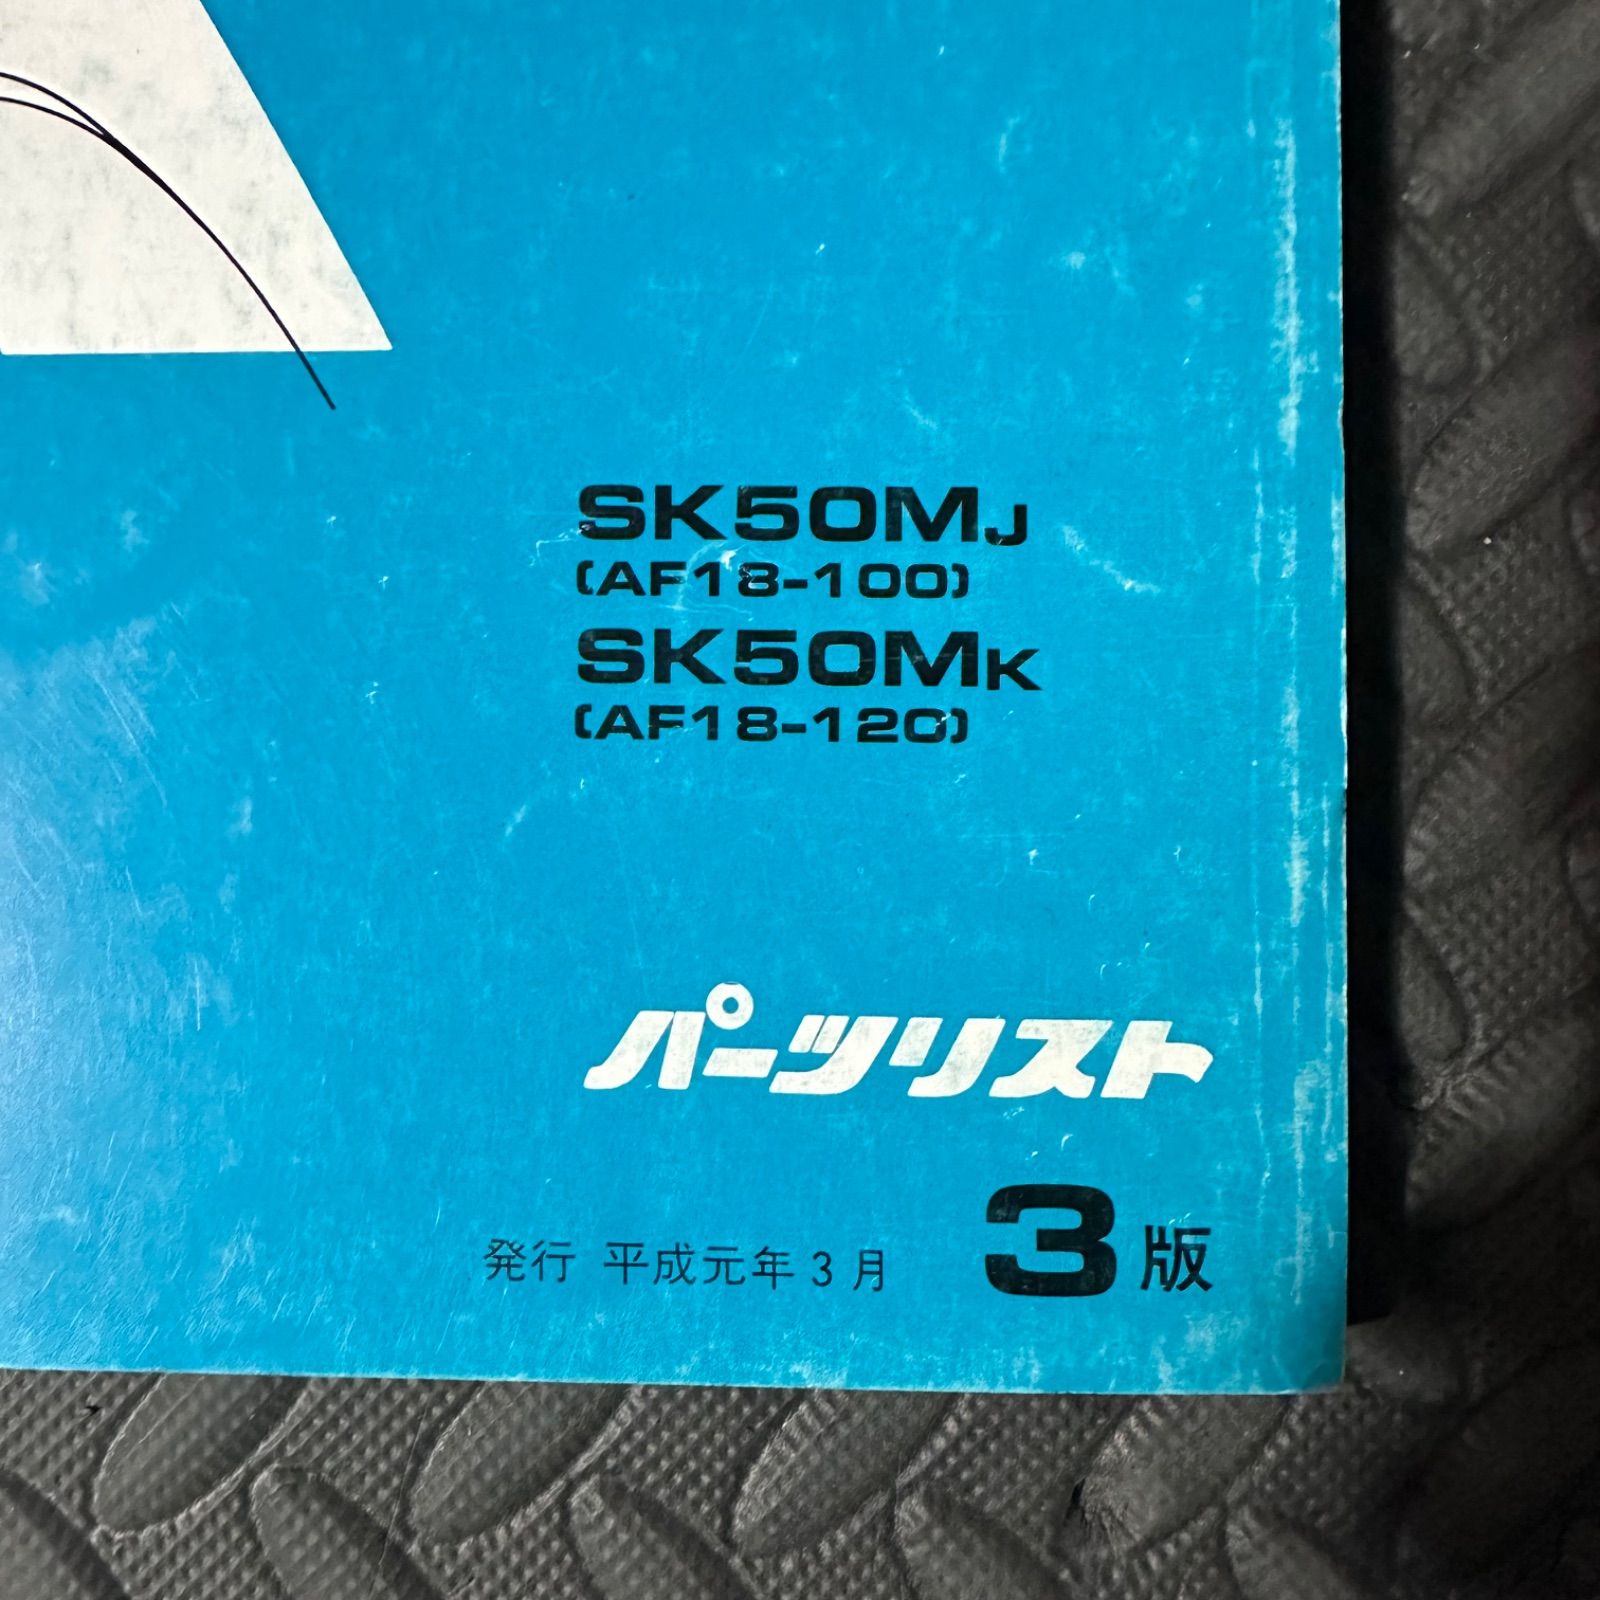 SK50MJ
(AF18-100)
SK50MK
(AF18-120)
パーツリスト
発行 平成元年3月 3版